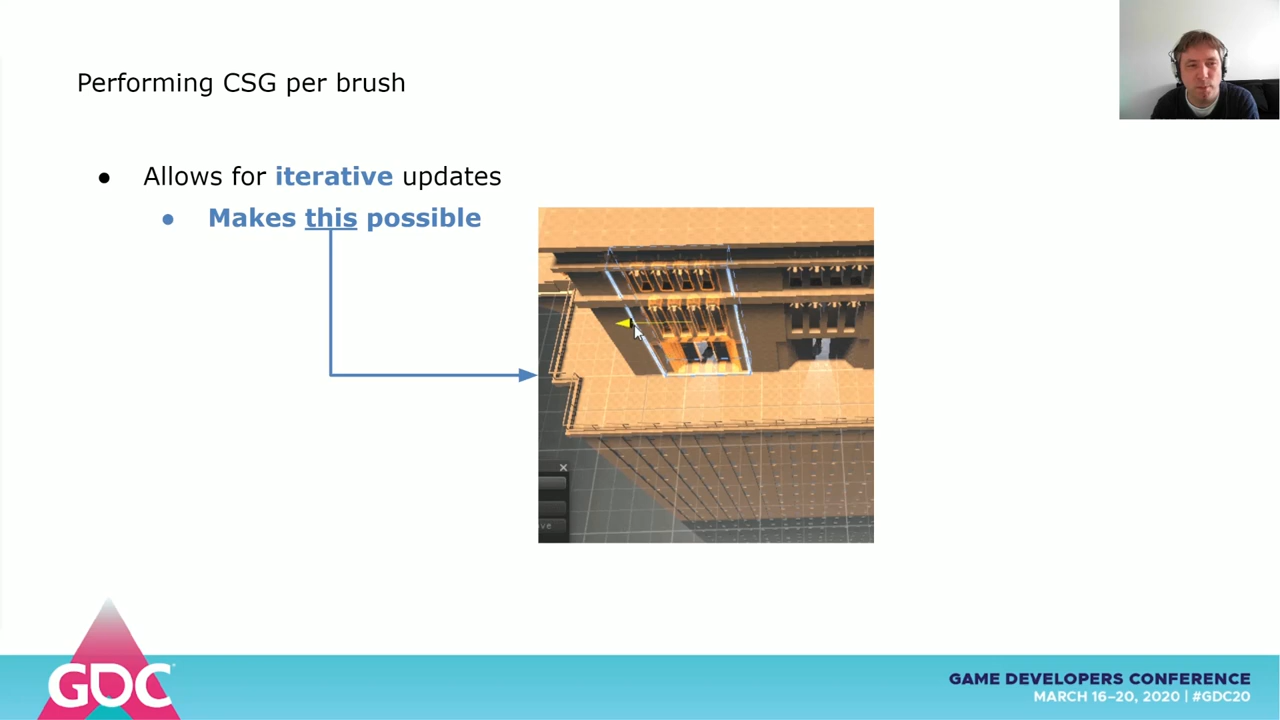 Performing CSG per brush
● Allows for iterative updates
● Makes this possible
ve
GDC
GAME DEVELOPERS CONFERENCE
MARCH 16–20, 2020 | #GDC20